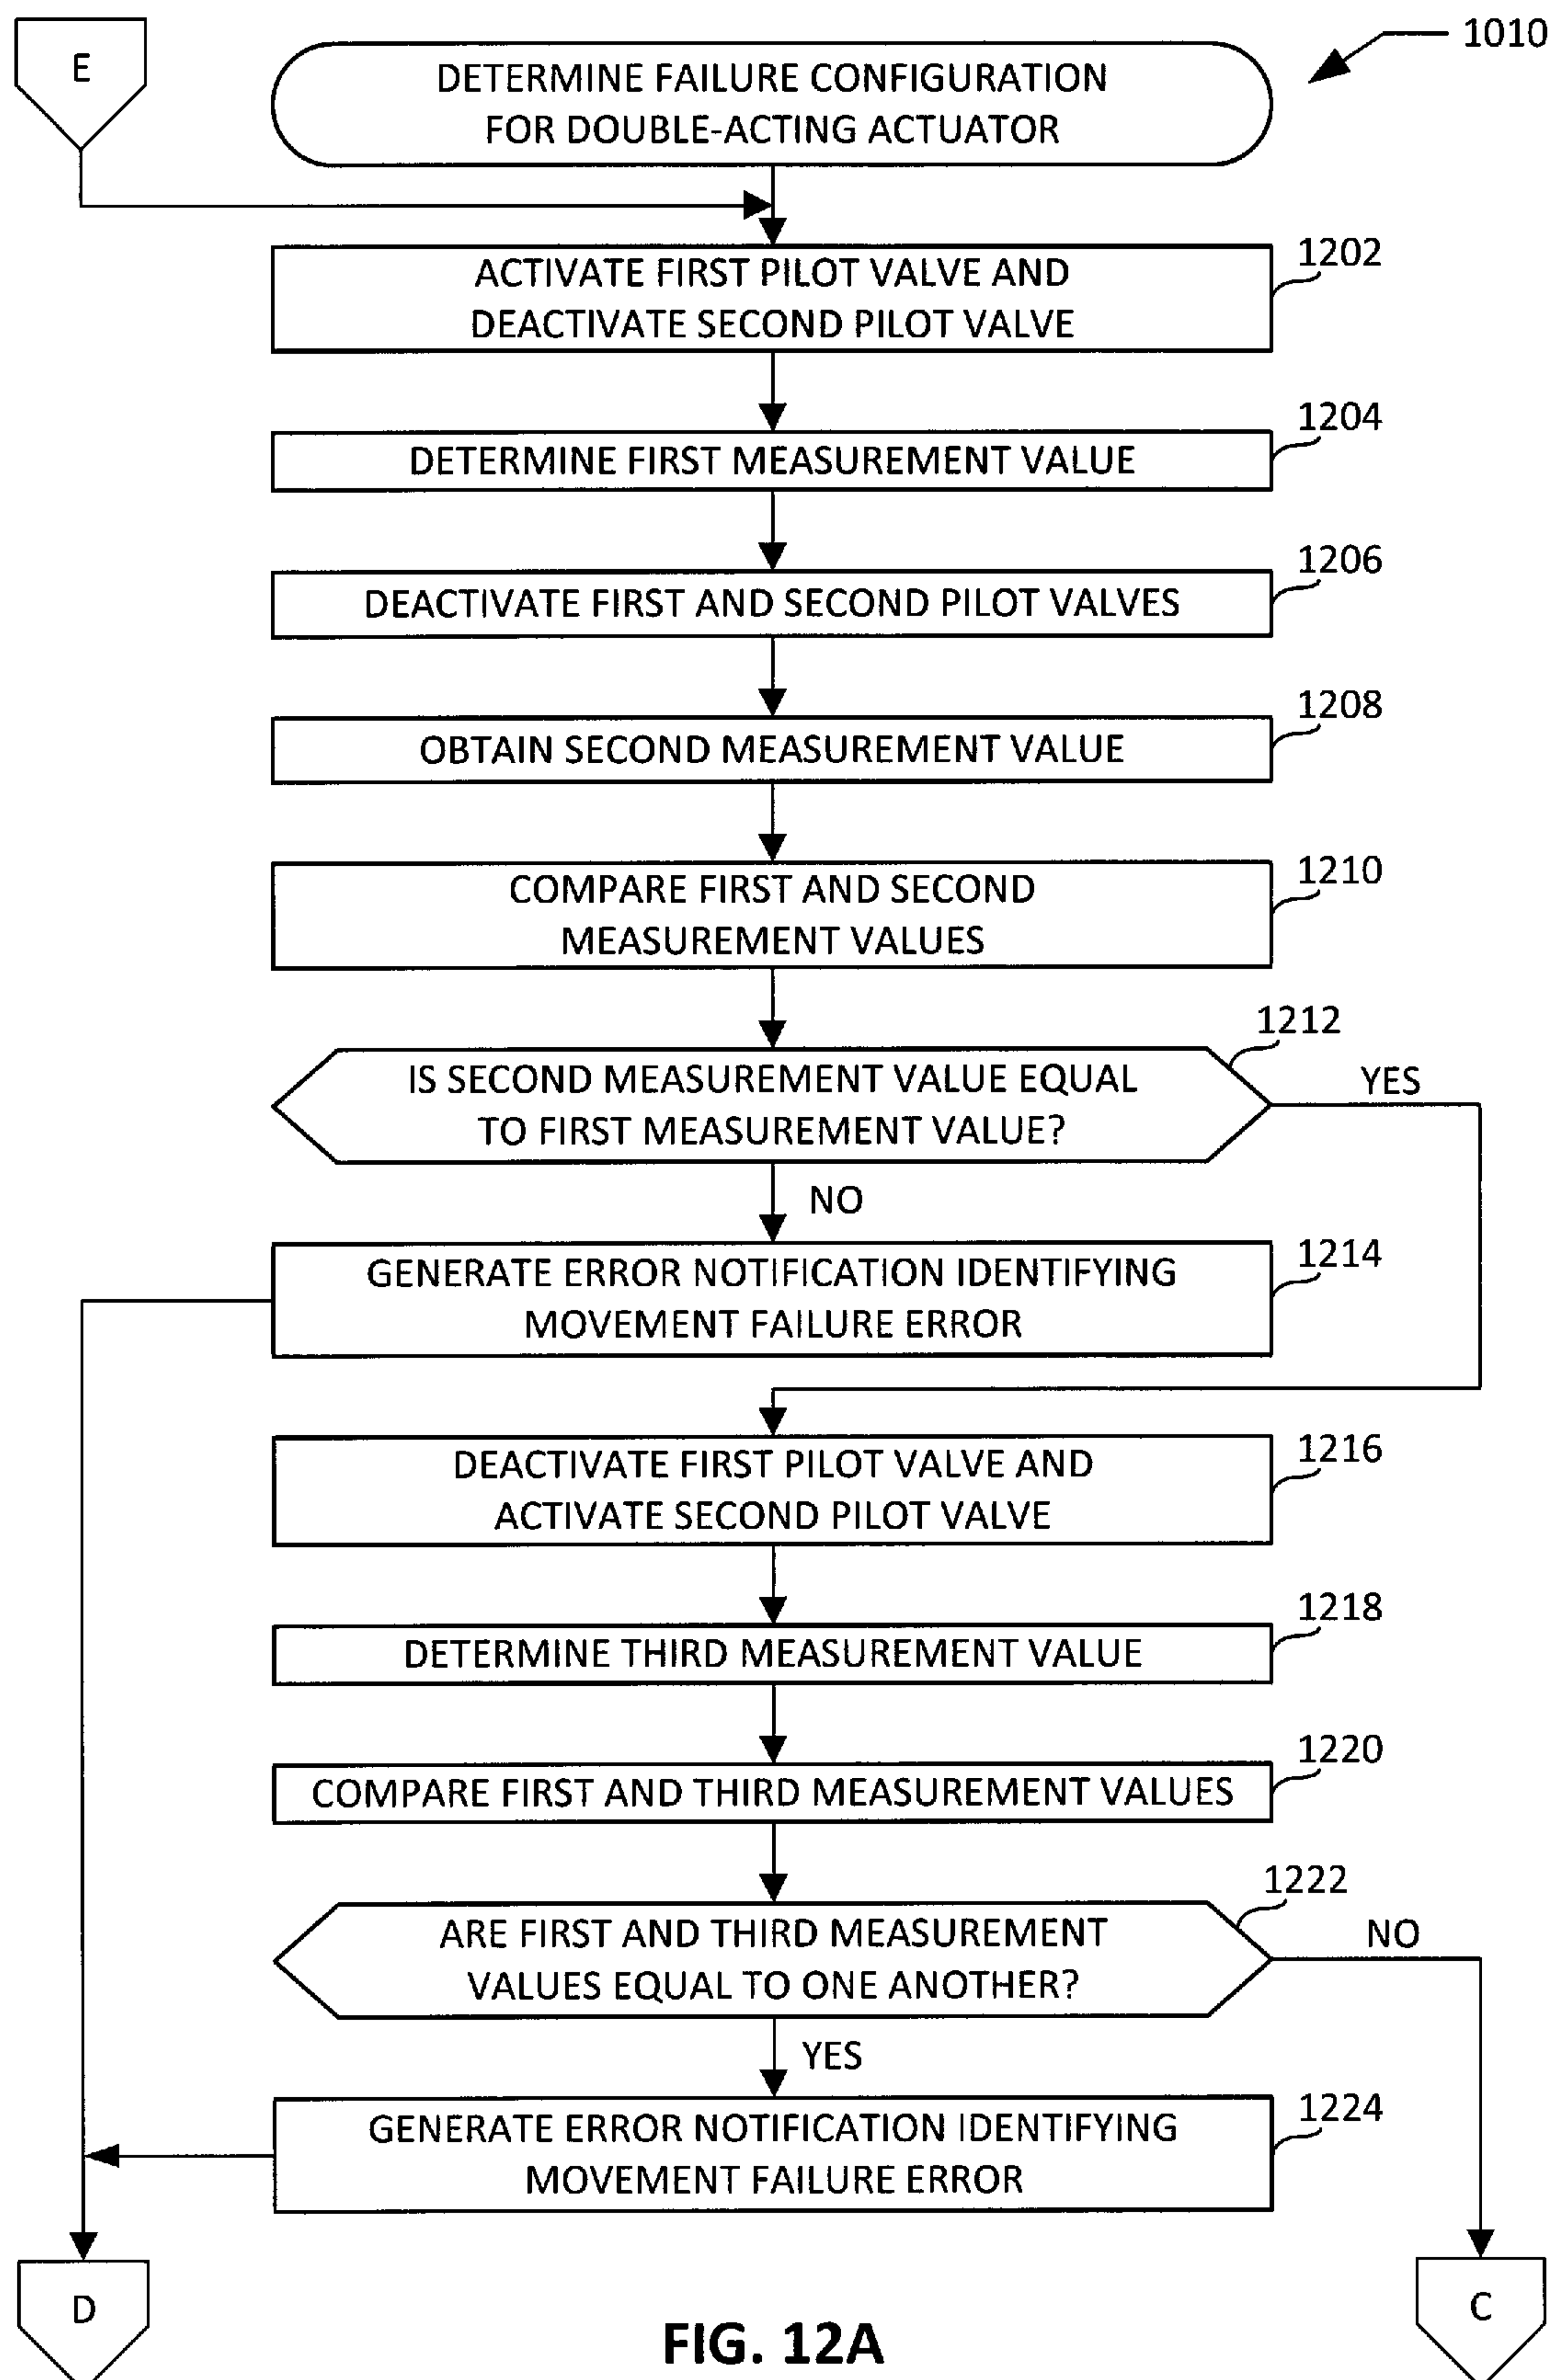 E
1010
DETERMINE FAILURE CONFIGURATION
FOR DOUBLE-ACTING ACTUATOR
1202
ACTIVATE FIRST PILOT VALVE AND
DEACTIVATE SECOND PILOT VALVE
1204
DETERMINE FIRST MEASUREMENT VALUE
1206
DEACTIVATE FIRST AND SECOND PILOT VALVES
1208
OBTAIN SECOND MEASUREMENT VALUE
1210
COMPARE FIRST AND SECOND
MEASUREMENT VALUES
1212
IS SECOND MEASUREMENT VALUE EQUAL
TO FIRST MEASUREMENT VALUE?
YES
NO
1214
GENERATE ERROR NOTIFICATION IDENTIFYING
MOVEMENT FAILURE ERROR
1216
DEACTIVATE FIRST PILOT VALVE AND
ACTIVATE SECOND PILOT VALVE
1218
DETERMINE THIRD MEASUREMENT VALUE
1220
COMPARE FIRST AND THIRD MEASUREMENT VALUES
1222
ARE FIRST AND THIRD MEASUREMENT
VALUES EQUAL TO ONE ANOTHER?
NO
YES
1224
GENERATE ERROR NOTIFICATION IDENTIFYING
MOVEMENT FAILURE ERROR
D
C
FIG. 12A